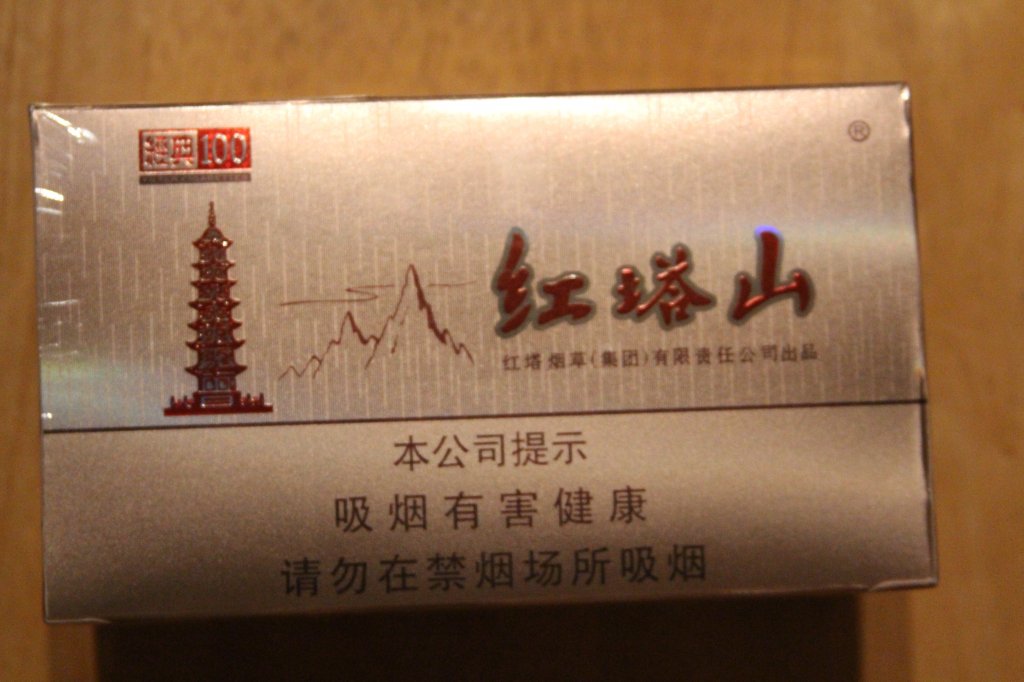 經典100
®
红塔山
红塔烟草(集团)有限责任公司出品
本公司提示
吸烟有害健康
请勿在禁烟场所吸烟